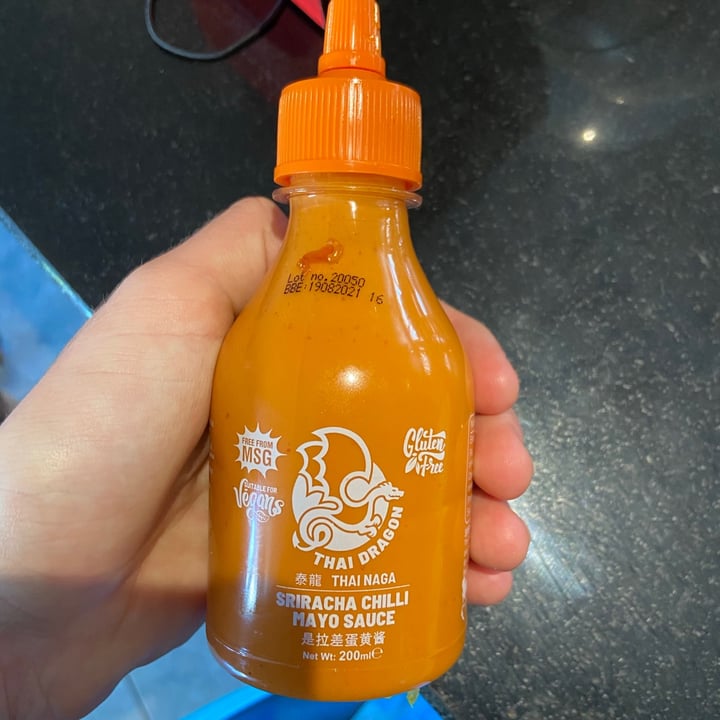 Lot no.20050
BBE:19082021 16
FREE FROM
MSG
Gluten
Free
SUITABLE FOR
Vegans
THAI DRAGON
泰龍 THAI NAGA
SRIRACHA CHILLI
MAYO SAUCE
是拉差蛋黄酱
Net Wt: 200ml℮